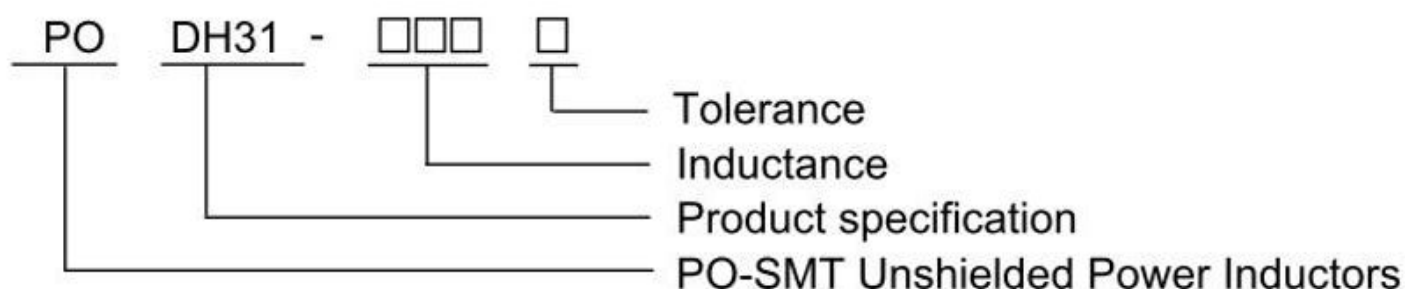 PO DH31 - □□□ □
Tolerance
Inductance
Product specification
PO-SMT Unshielded Power Inductors